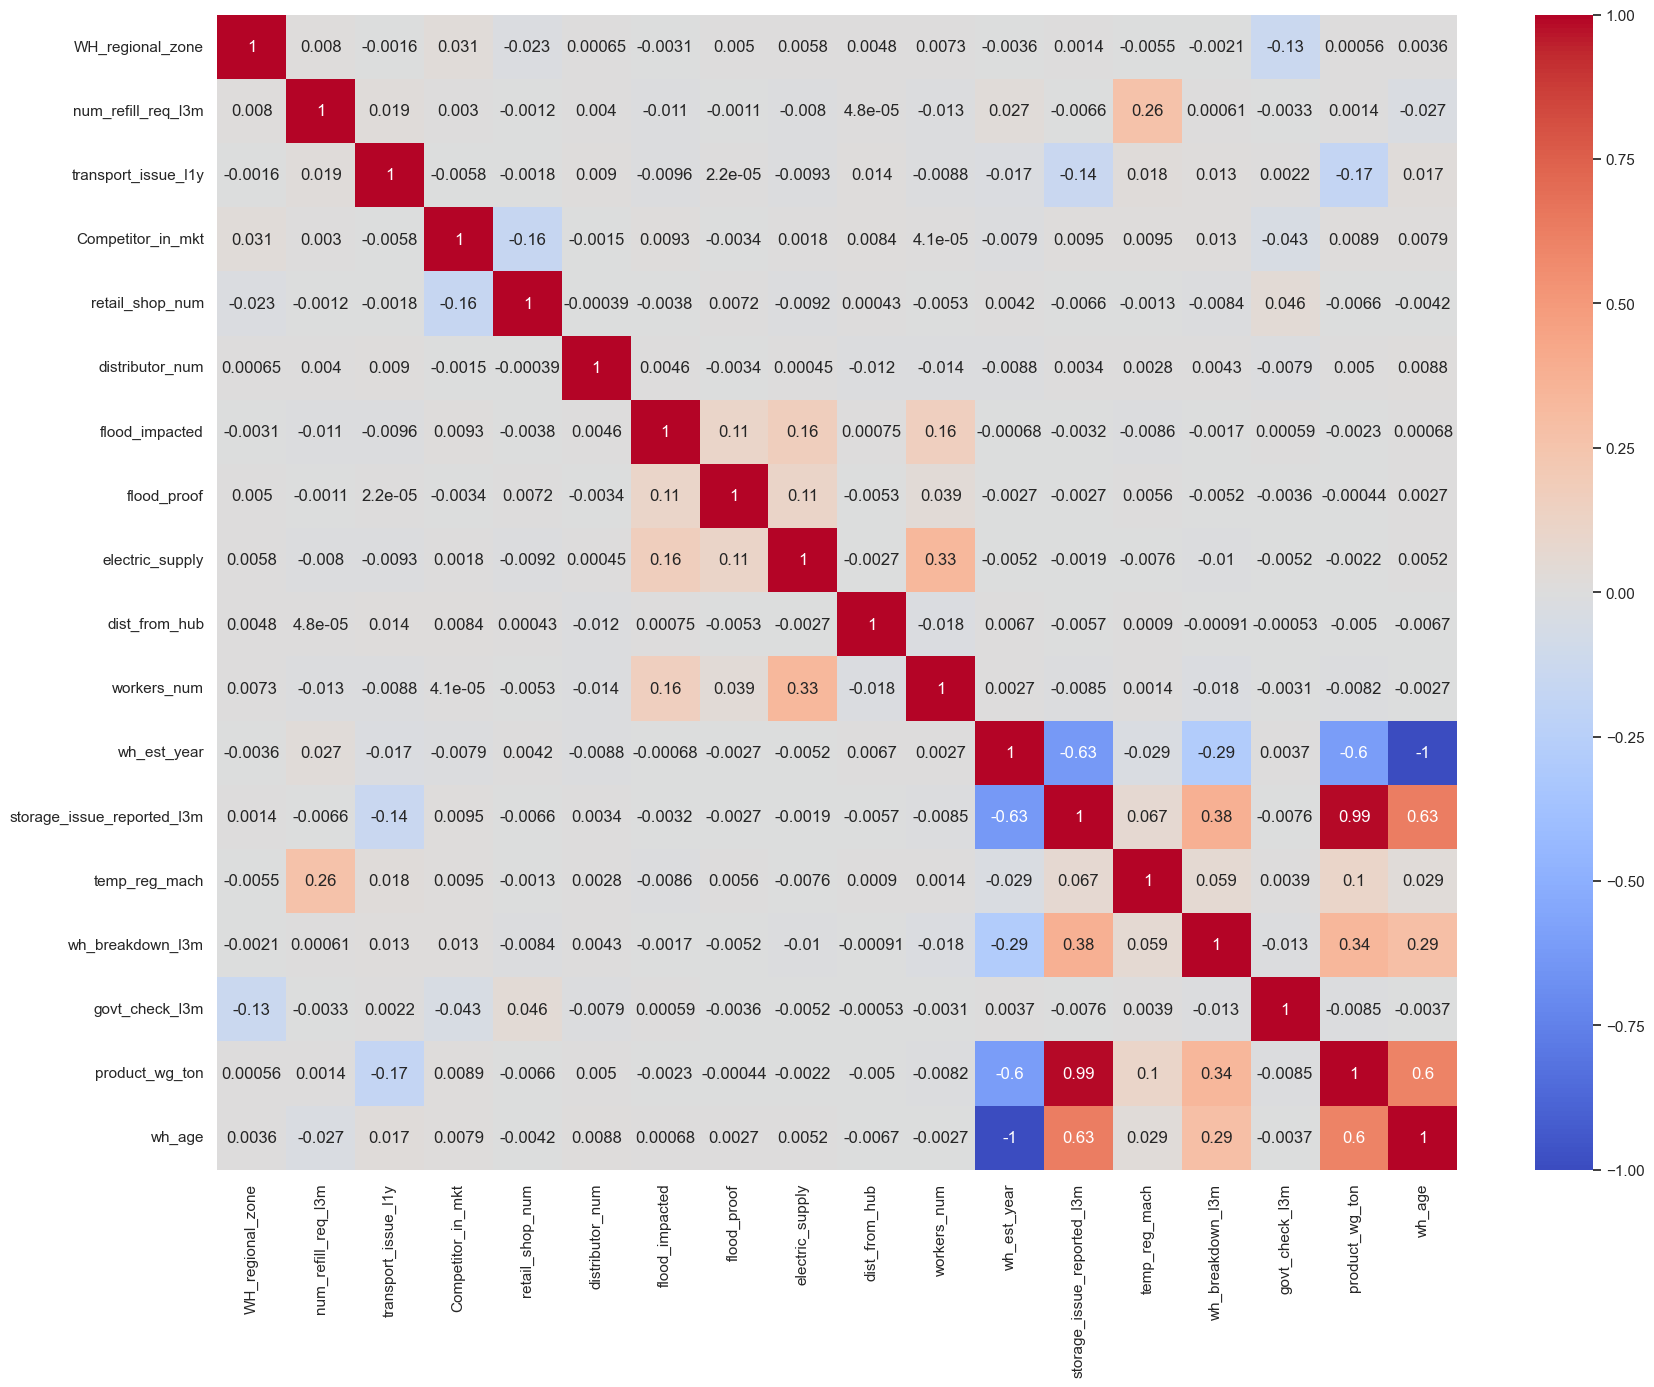 WH_regional_zone 1 0.008 -0.0016 0.031 -0.023 0.00065 -0.0031 0.005 0.0058 0.0048 0.0073 -0.0036 0.0014 -0.0055 -0.0021 -0.13 0.00056 0.0036
num_refill_req_l3m 0.008 1 0.019 0.003 -0.0012 0.004 -0.011 -0.0011 -0.008 4.8e-05 -0.013 0.027 -0.0066 0.26 0.00061 -0.0033 0.0014 -0.027
transport_issue_l1y -0.0016 0.019 1 -0.0058 -0.0018 0.009 -0.0096 2.2e-05 -0.0093 0.014 -0.0088 -0.017 -0.14 0.018 0.013 0.0022 -0.17 0.017
Competitor_in_mkt 0.031 0.003 -0.0058 1 -0.16 -0.0015 0.0093 -0.0034 0.0018 0.0084 4.1e-05 -0.0079 0.0095 0.0095 0.013 -0.043 0.0089 0.0079
retail_shop_num -0.023 -0.0012 -0.0018 -0.16 1 -0.00039 -0.0038 0.0072 -0.0092 0.00043 -0.0053 0.0042 -0.0066 -0.0013 -0.0084 0.046 -0.0066 -0.0042
distributor_num 0.00065 0.004 0.009 -0.0015 -0.00039 1 0.0046 -0.0034 0.00045 -0.012 -0.014 -0.0088 0.0034 0.0028 0.0043 -0.0079 0.005 0.0088
flood_impacted -0.0031 -0.011 -0.0096 0.0093 -0.0038 0.0046 1 0.11 0.16 0.00075 0.16 -0.00068 -0.0032 -0.0086 -0.0017 0.00059 -0.0023 0.00068
flood_proof 0.005 -0.0011 2.2e-05 -0.0034 0.0072 -0.0034 0.11 1 0.11 -0.0053 0.039 -0.0027 -0.0027 0.0056 -0.0052 -0.0036 -0.00044 0.0027
electric_supply 0.0058 -0.008 -0.0093 0.0018 -0.0092 0.00045 0.16 0.11 1 -0.0027 0.33 -0.0052 -0.0019 -0.0076 -0.01 -0.0052 -0.0022 0.0052
dist_from_hub 0.0048 4.8e-05 0.014 0.0084 0.00043 -0.012 0.00075 -0.0053 -0.0027 1 -0.018 0.0067 -0.0057 0.0009 -0.00091 -0.00053 -0.005 -0.0067
workers_num 0.0073 -0.013 -0.0088 4.1e-05 -0.0053 -0.014 0.16 0.039 0.33 -0.018 1 0.0027 -0.0085 0.0014 -0.018 -0.0031 -0.0082 -0.0027
wh_est_year -0.0036 0.027 -0.017 -0.0079 0.0042 -0.0088 -0.00068 -0.0027 -0.0052 0.0067 0.0027 1 -0.63 -0.029 -0.29 0.0037 -0.6 -1
storage_issue_reported_l3m 0.0014 -0.0066 -0.14 0.0095 -0.0066 0.0034 -0.0032 -0.0027 -0.0019 -0.0057 -0.0085 -0.63 1 0.067 0.38 -0.0076 0.99 0.63
temp_reg_mach -0.0055 0.26 0.018 0.0095 -0.0013 0.0028 -0.0086 0.0056 -0.0076 0.0009 0.0014 -0.029 0.067 1 0.059 0.0039 0.1 0.029
wh_breakdown_l3m -0.0021 0.00061 0.013 0.013 -0.0084 0.0043 -0.0017 -0.0052 -0.01 -0.00091 -0.018 -0.29 0.38 0.059 1 -0.013 0.34 0.29
govt_check_l3m -0.13 -0.0033 0.0022 -0.043 0.046 -0.0079 0.00059 -0.0036 -0.0052 -0.00053 -0.0031 0.0037 -0.0076 0.0039 -0.013 1 -0.0085 -0.0037
product_wg_ton 0.00056 0.0014 -0.17 0.0089 -0.0066 0.005 -0.0023 -0.00044 -0.0022 -0.005 -0.0082 -0.6 0.99 0.1 0.34 -0.0085 1 0.6
wh_age 0.0036 -0.027 0.017 0.0079 -0.0042 0.0088 0.00068 0.0027 0.0052 -0.0067 -0.0027 -1 0.63 0.029 0.29 -0.0037 0.6 1
WH_regional_zone
num_refill_req_l3m
transport_issue_l1y
Competitor_in_mkt
retail_shop_num
distributor_num
flood_impacted
flood_proof
electric_supply
dist_from_hub
workers_num
wh_est_year
storage_issue_reported_l3m
temp_reg_mach
wh_breakdown_l3m
govt_check_l3m
product_wg_ton
wh_age
1.00
0.75
0.50
0.25
0.00
−0.25
−0.50
−0.75
−1.00